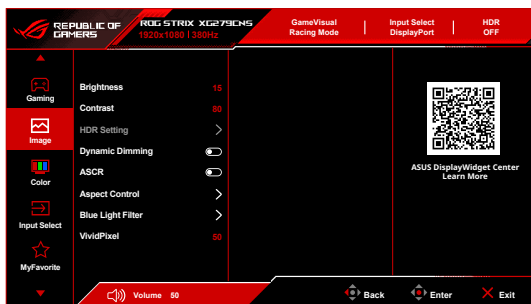 REPUBLIC OF
GAMERS
ROG STRIX XG279CNS
1920x1080 | 380Hz
GameVisual
Racing Mode
Input Select
DisplayPort
HDR
OFF
Gaming
Image
Color
Input Select
MyFavorite
Brightness 15
Contrast 50
HDR Setting
Dynamic Dimming
ASCR
Aspect Control
Blue Light Filter
VividPixel 50
ASUS DisplayWidget Center
Learn More
Volume 50
Back
Enter
Exit